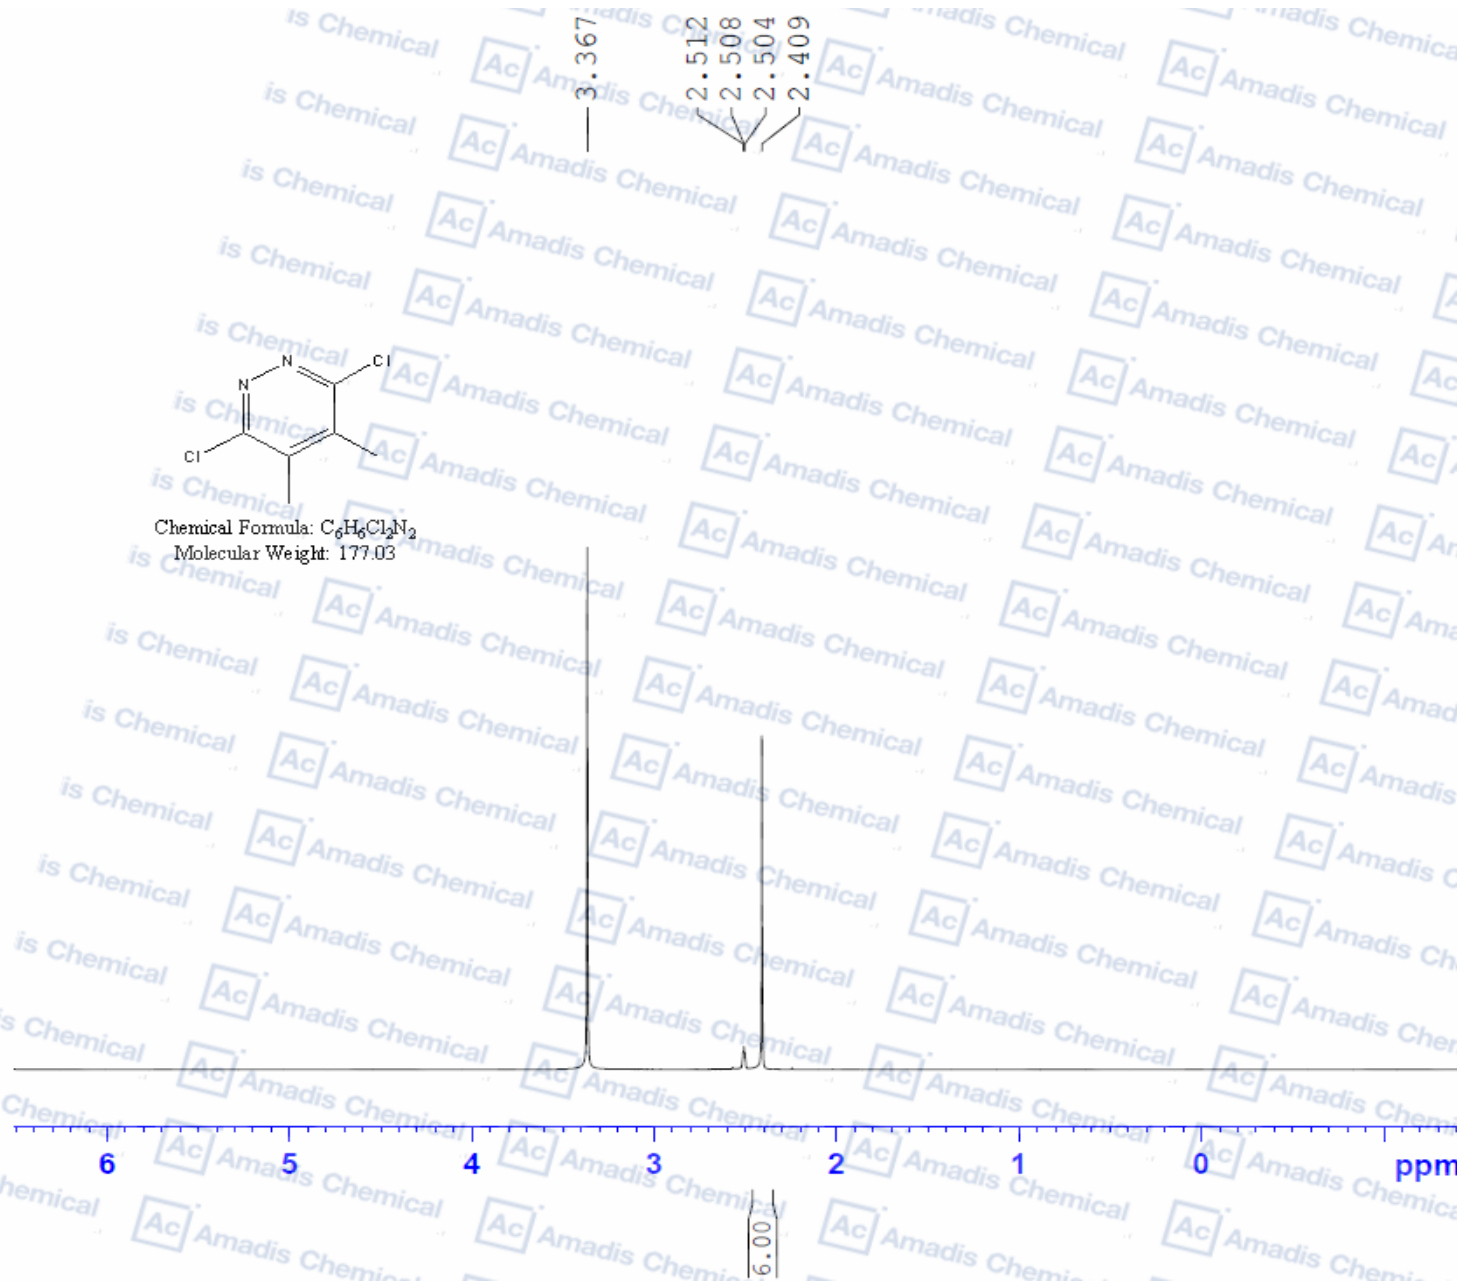 3.367
2.512
2.508
2.504
2.409
N
N
Cl
Cl
Chemical Formula: C6H6Cl2N2
Molecular Weight: 177.03
6 5 4 3 2 1 0 ppm
6.00
Ac Amadis Chemical